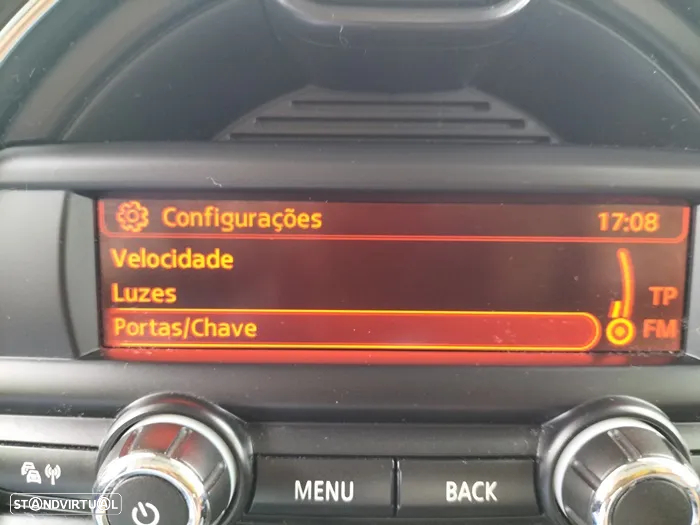 Configurações 17:08
Velocidade
Luzes TP
Portas/Chave FM
MENU BACK
STANDVIRTUAL